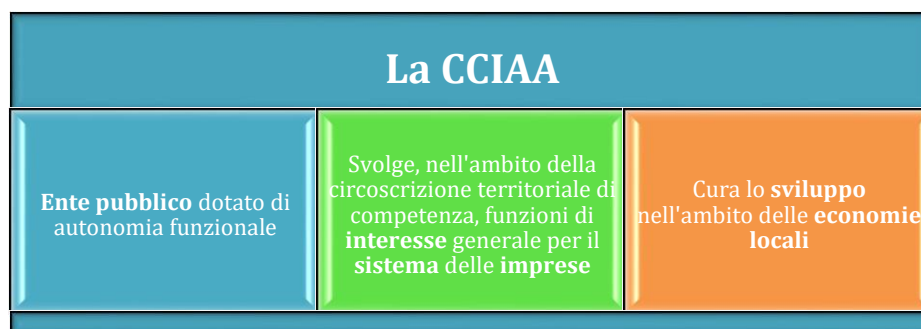 La CCIAA
Ente pubblico dotato di
autonomia funzionale
Svolge, nell'ambito della
circoscrizione territoriale di
competenza, funzioni di
interesse generale per il
sistema delle imprese
Cura lo sviluppo
nell'ambito delle economie
locali